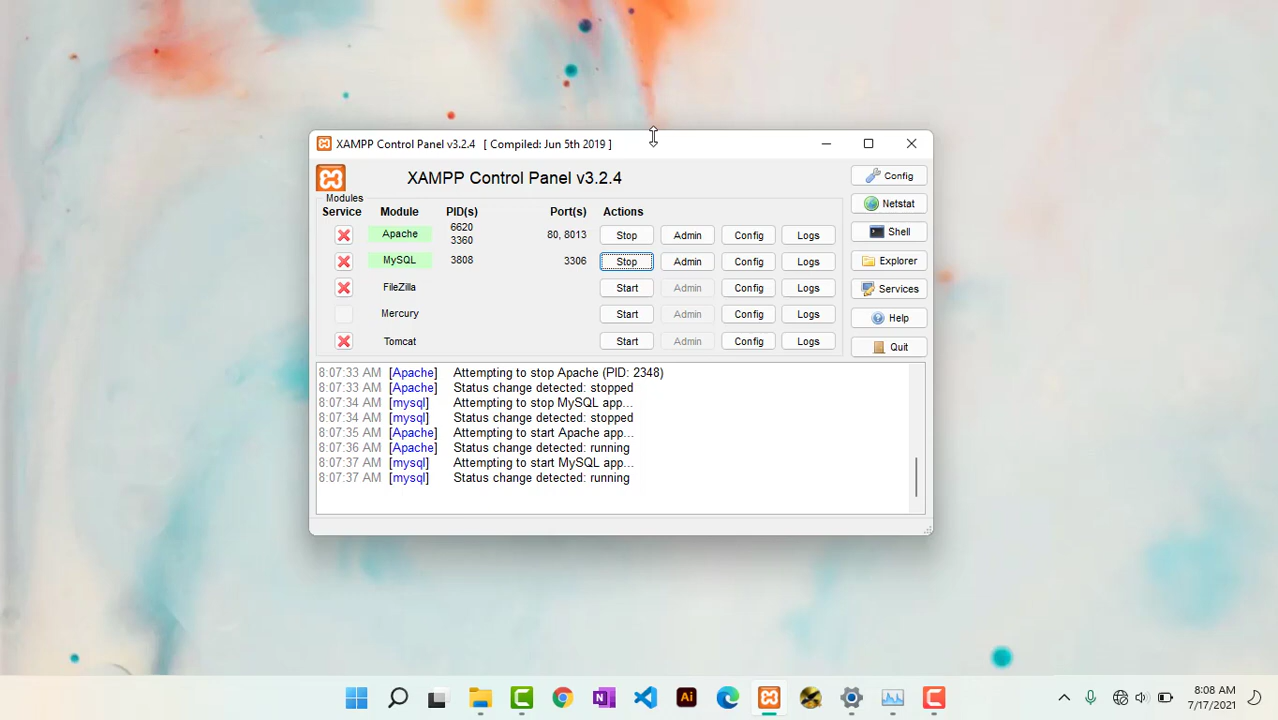 XAMPP Control Panel v3.2.4 [ Compiled: Jun 5th 2019 ]
XAMPP Control Panel v3.2.4
Config
Modules
Service Module PID(s) Port(s) Actions
Netstat
Apache 6620 3360 80, 8013 Stop Admin Config Logs
Shell
MySQL 3808 3306 Stop Admin Config Logs
Explorer
FileZilla Start Admin Config Logs
Services
Mercury Start Admin Config Logs
Help
Tomcat Start Admin Config Logs
Quit
8:07:33 AM [Apache] Attempting to stop Apache (PID: 2348)
8:07:33 AM [Apache] Status change detected: stopped
8:07:34 AM [mysql] Attempting to stop MySQL app...
8:07:34 AM [mysql] Status change detected: stopped
8:07:35 AM [Apache] Attempting to start Apache app...
8:07:36 AM [Apache] Status change detected: running
8:07:37 AM [mysql] Attempting to start MySQL app...
8:07:37 AM [mysql] Status change detected: running
Ai
8:08 AM
7/17/2021